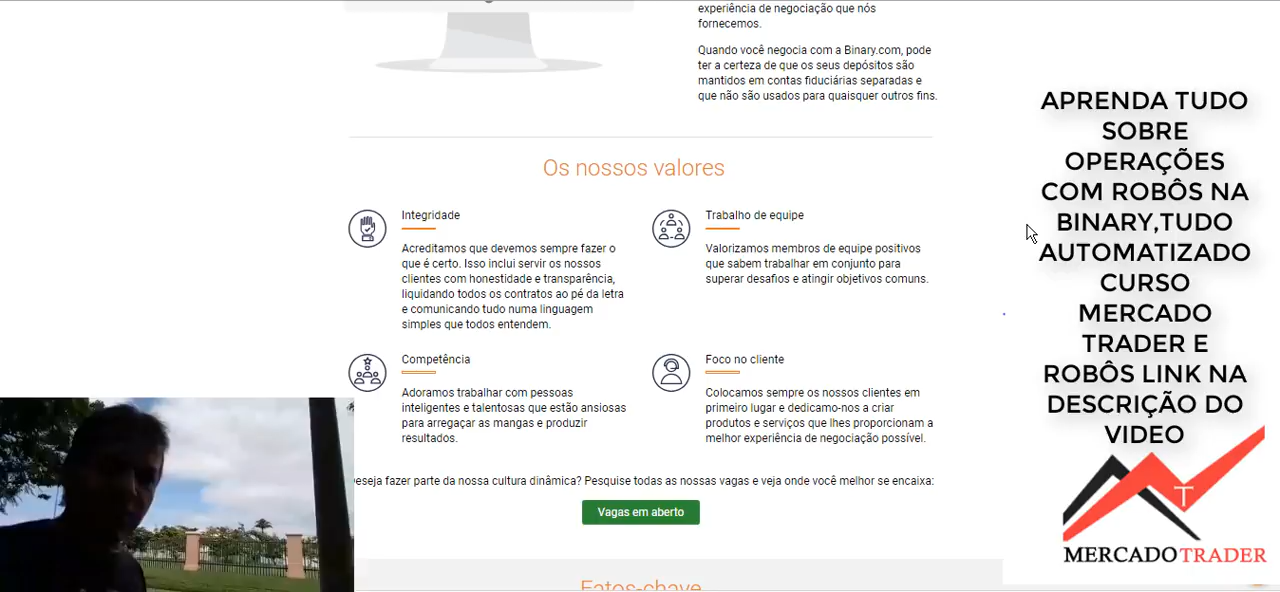 experiência de negociação que nós
fornecemos.
Quando você negocia com a Binary.com, pode
ter a certeza de que os seus depósitos são
mantidos em contas fiduciárias separadas e
que não são usados para quaisquer outros fins.
Os nossos valores
Integridade
Acreditamos que devemos sempre fazer o
que é certo. Isso inclui servir os nossos
clientes com honestidade e transparência,
liquidando todos os contratos ao pé da letra
e comunicando tudo numa linguagem
simples que todos entendem.
Trabalho de equipe
Valorizamos membros de equipe positivos
que sabem trabalhar em conjunto para
superar desafios e atingir objetivos comuns.
Competência
Adoramos trabalhar com pessoas
inteligentes e talentosas que estão ansiosas
para arregaçar as mangas e produzir
resultados.
Foco no cliente
Colocamos sempre os nossos clientes em
primeiro lugar e dedicamo-nos a criar
produtos e serviços que lhes proporcionam a
melhor experiência de negociação possível.
eseja fazer parte da nossa cultura dinâmica? Pesquise todas as nossas vagas e veja onde você melhor se encaixa:
Vagas em aberto
Fatos-chave
APRENDA TUDO
SOBRE
OPERAÇÕES
COM ROBÔS NA
BINARY,TUDO
AUTOMATIZADO
CURSO
MERCADO
TRADER E
ROBÔS LINK NA
DESCRIÇÃO DO
VIDEO
T
MERCADOTRADER